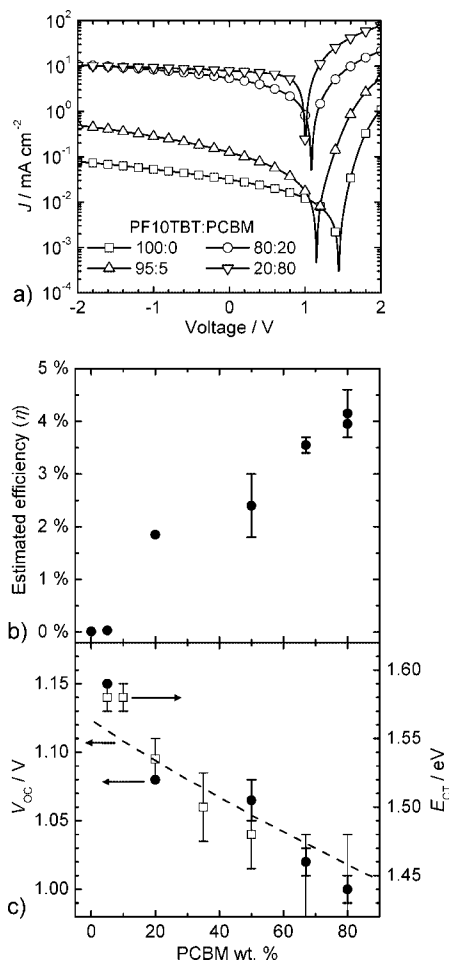 10²
10¹
10⁰
10⁻¹
10⁻²
10⁻³
10⁻⁴
J / mA cm⁻²
PF10TBT:PCBM
100:0 80:20
95:5 20:80
-2 -1 0 1 2
Voltage / V
a)
5 %
4 %
3 %
2 %
1 %
0 %
Estimated efficiency (η)
b)
1.15
1.10
1.05
1.00
V_OC / V
1.60
1.55
1.50
1.45
E_CT / eV
0 20 40 60 80
PCBM wt. %
c)